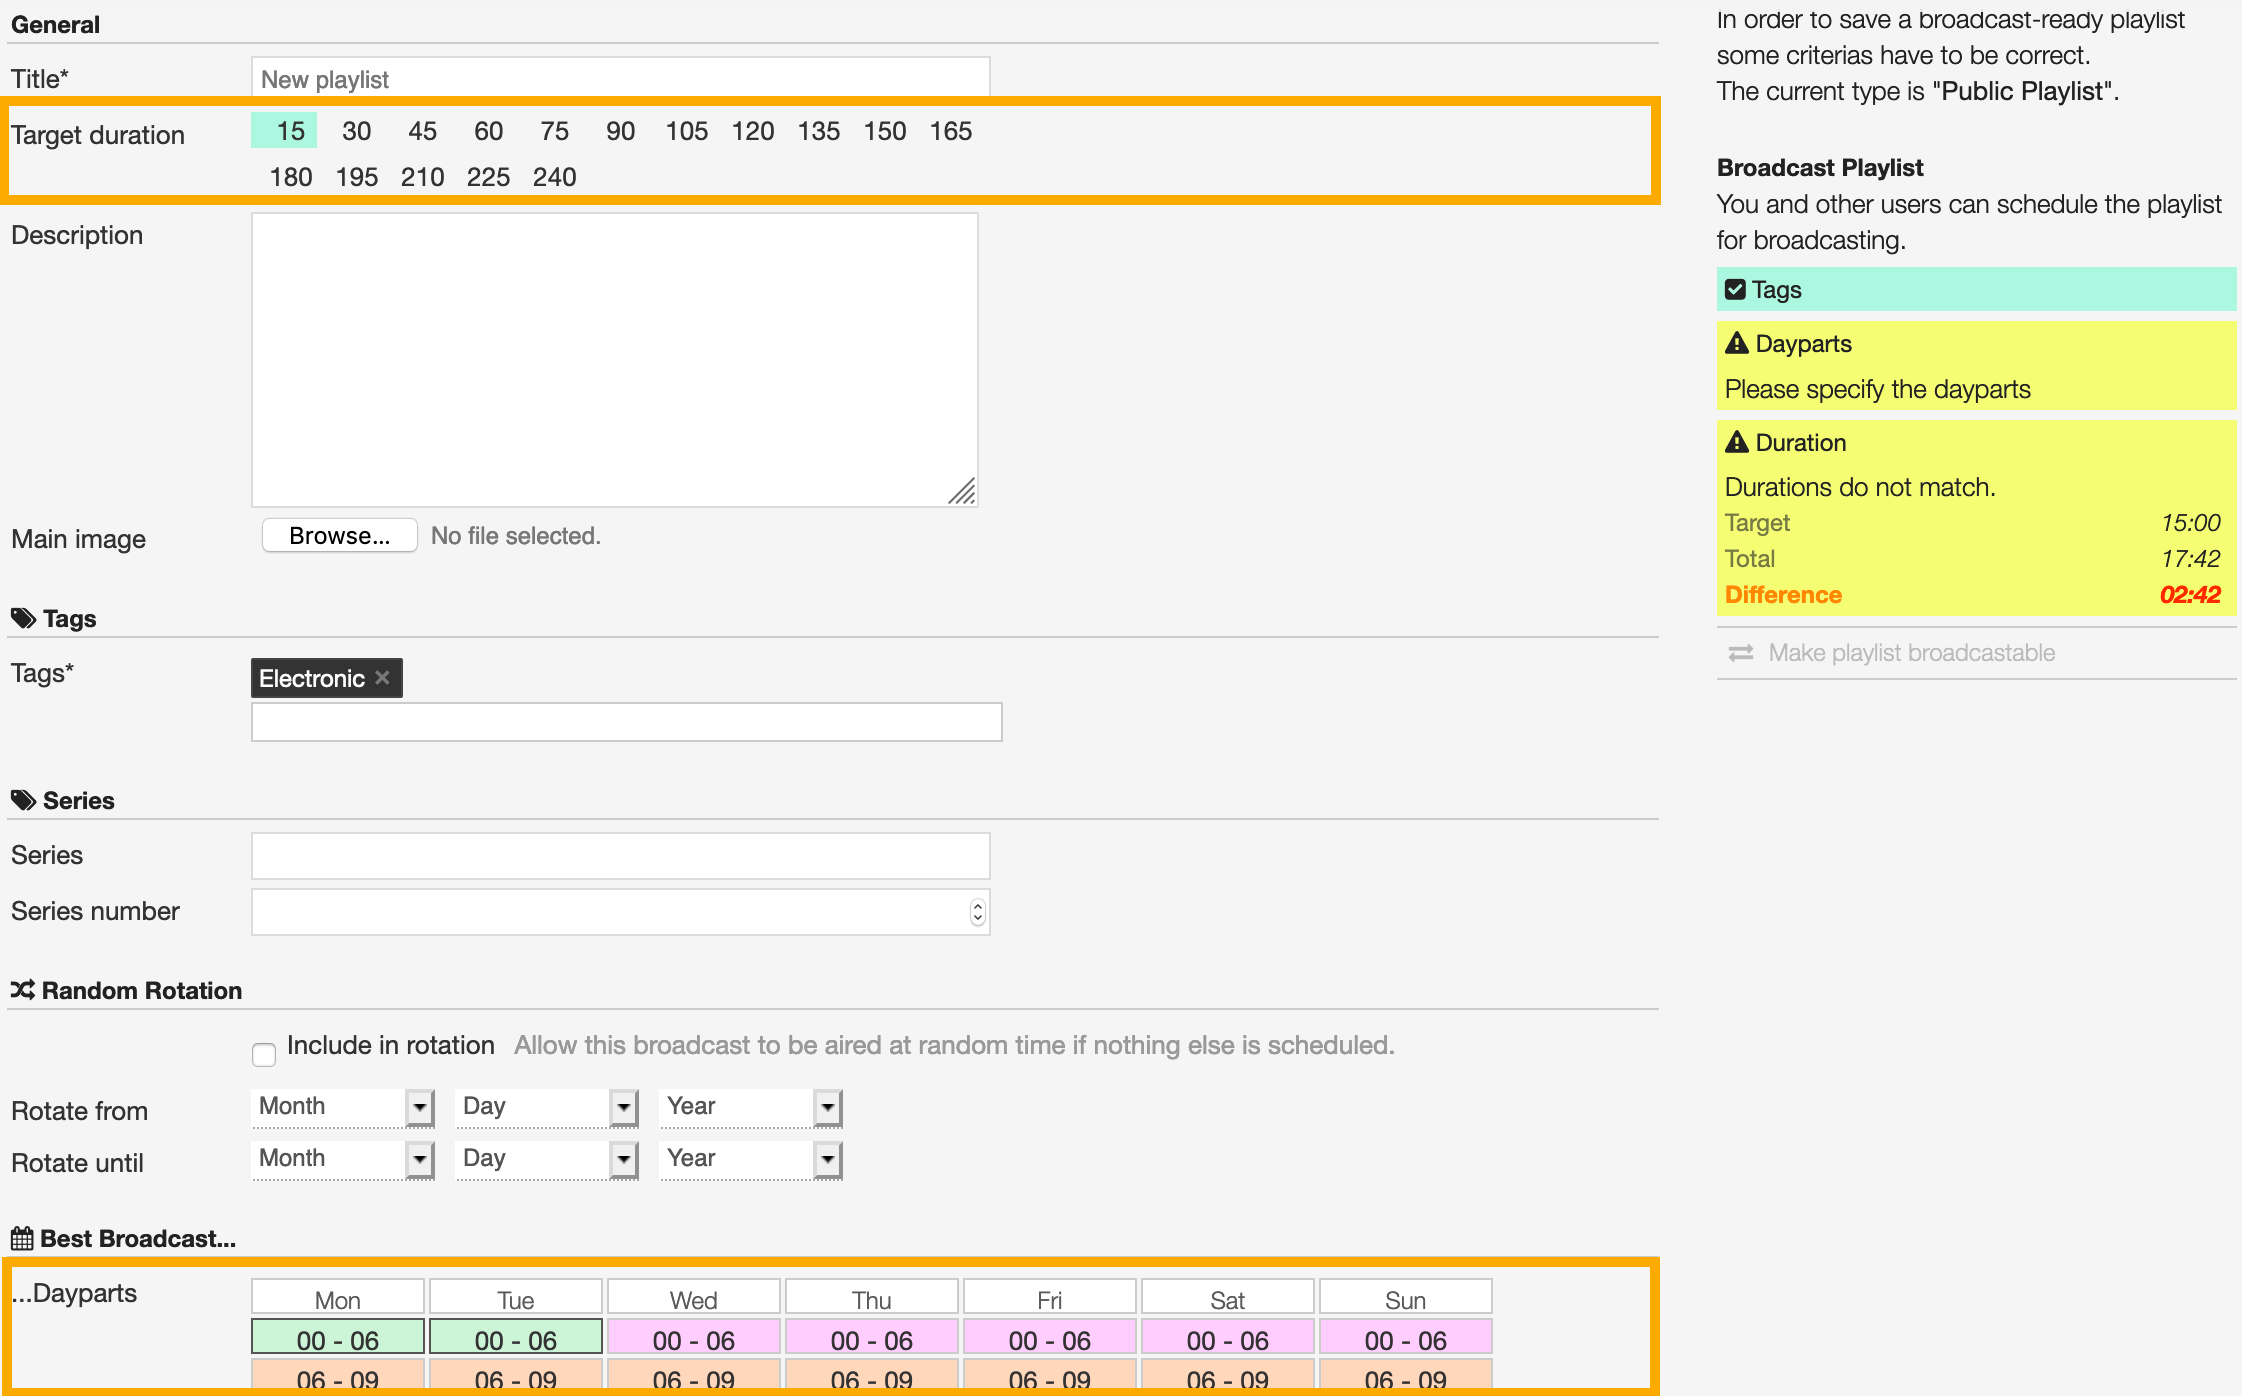 General
Title*
New playlist
Target duration
15 30 45 60 75 90 105 120 135 150 165
180 195 210 225 240
Description
Main image
Browse...
No file selected.
Tags
Tags*
Electronic ×
Series
Series
Series number
Random Rotation
Include in rotation Allow this broadcast to be aired at random time if nothing else is scheduled.
Rotate from
Month Day Year
Rotate until
Month Day Year
Best Broadcast...
...Dayparts
Mon Tue Wed Thu Fri Sat Sun
00 - 06 00 - 06 00 - 06 00 - 06 00 - 06 00 - 06 00 - 06
06 - 09 06 - 09 06 - 09 06 - 09 06 - 09 06 - 09 06 - 09
In order to save a broadcast-ready playlist
some criterias have to be correct.
The current type is "Public Playlist".
Broadcast Playlist
You and other users can schedule the playlist
for broadcasting.
Tags
Dayparts
Please specify the dayparts
Duration
Durations do not match.
Target 15:00
Total 17:42
Difference 02:42
Make playlist broadcastable